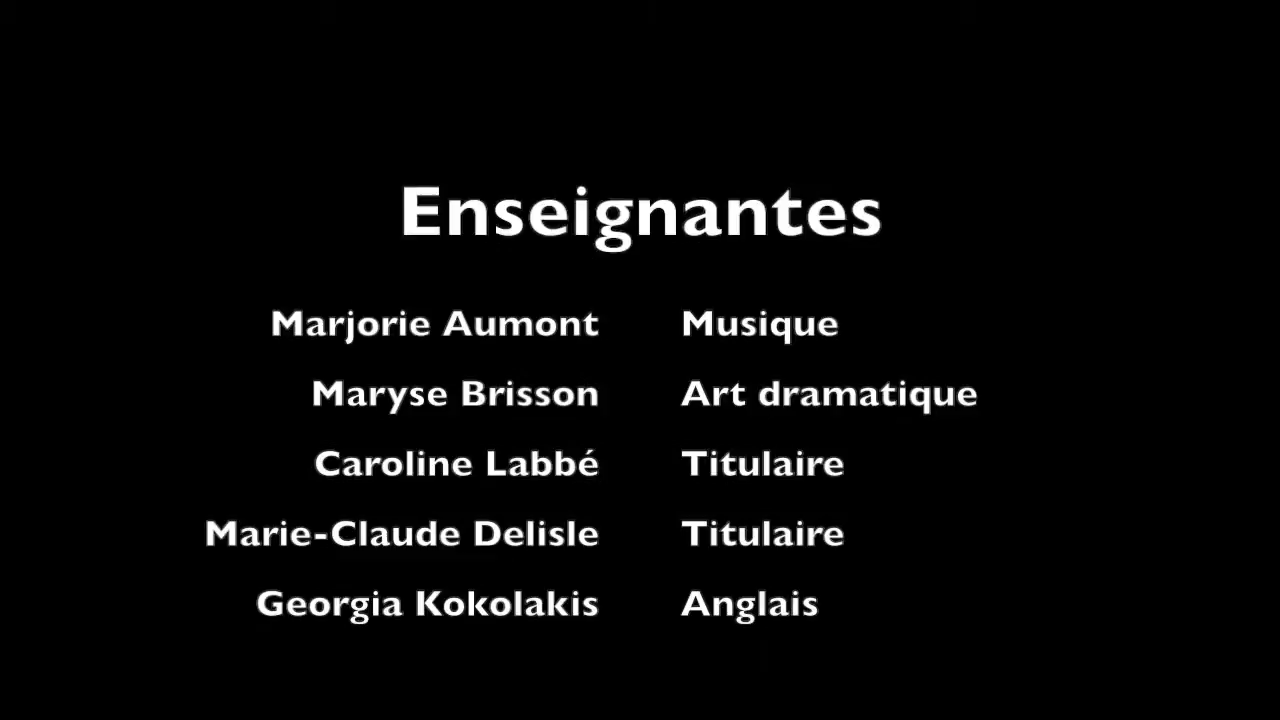 Enseignantes
Marjorie Aumont Musique
Maryse Brisson Art dramatique
Caroline Labbé Titulaire
Marie-Claude Delisle Titulaire
Georgia Kokolakis Anglais